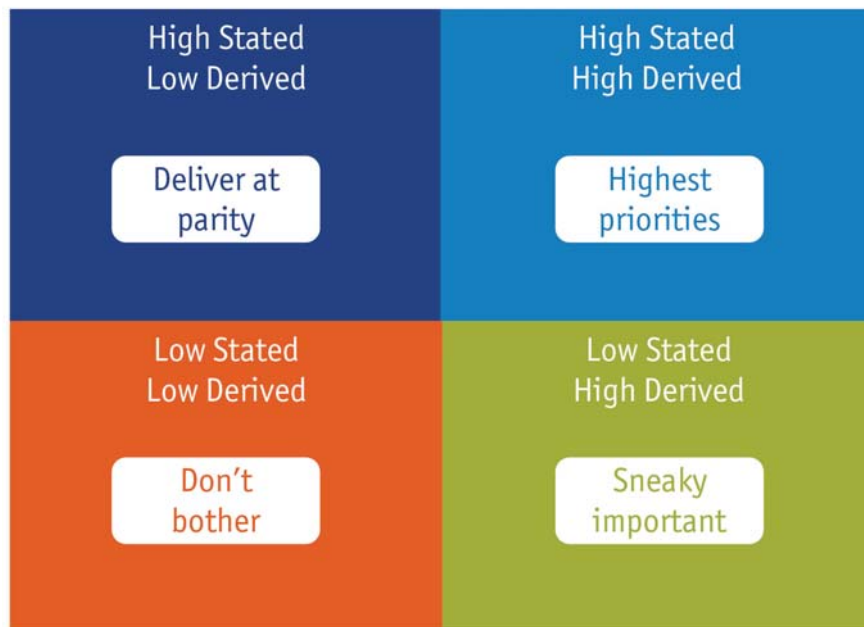 High Stated
Low Derived
Deliver at
parity
High Stated
High Derived
Highest
priorities
Low Stated
Low Derived
Don't
bother
Low Stated
High Derived
Sneaky
important